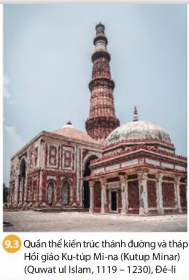 9.3 Quần thể kiến trúc thánh đường và tháp
Hồi giáo Ku-túp Mi-na (Kutup Minar)
(Quwat ul Islam, 1119 – 1230), Đê-li